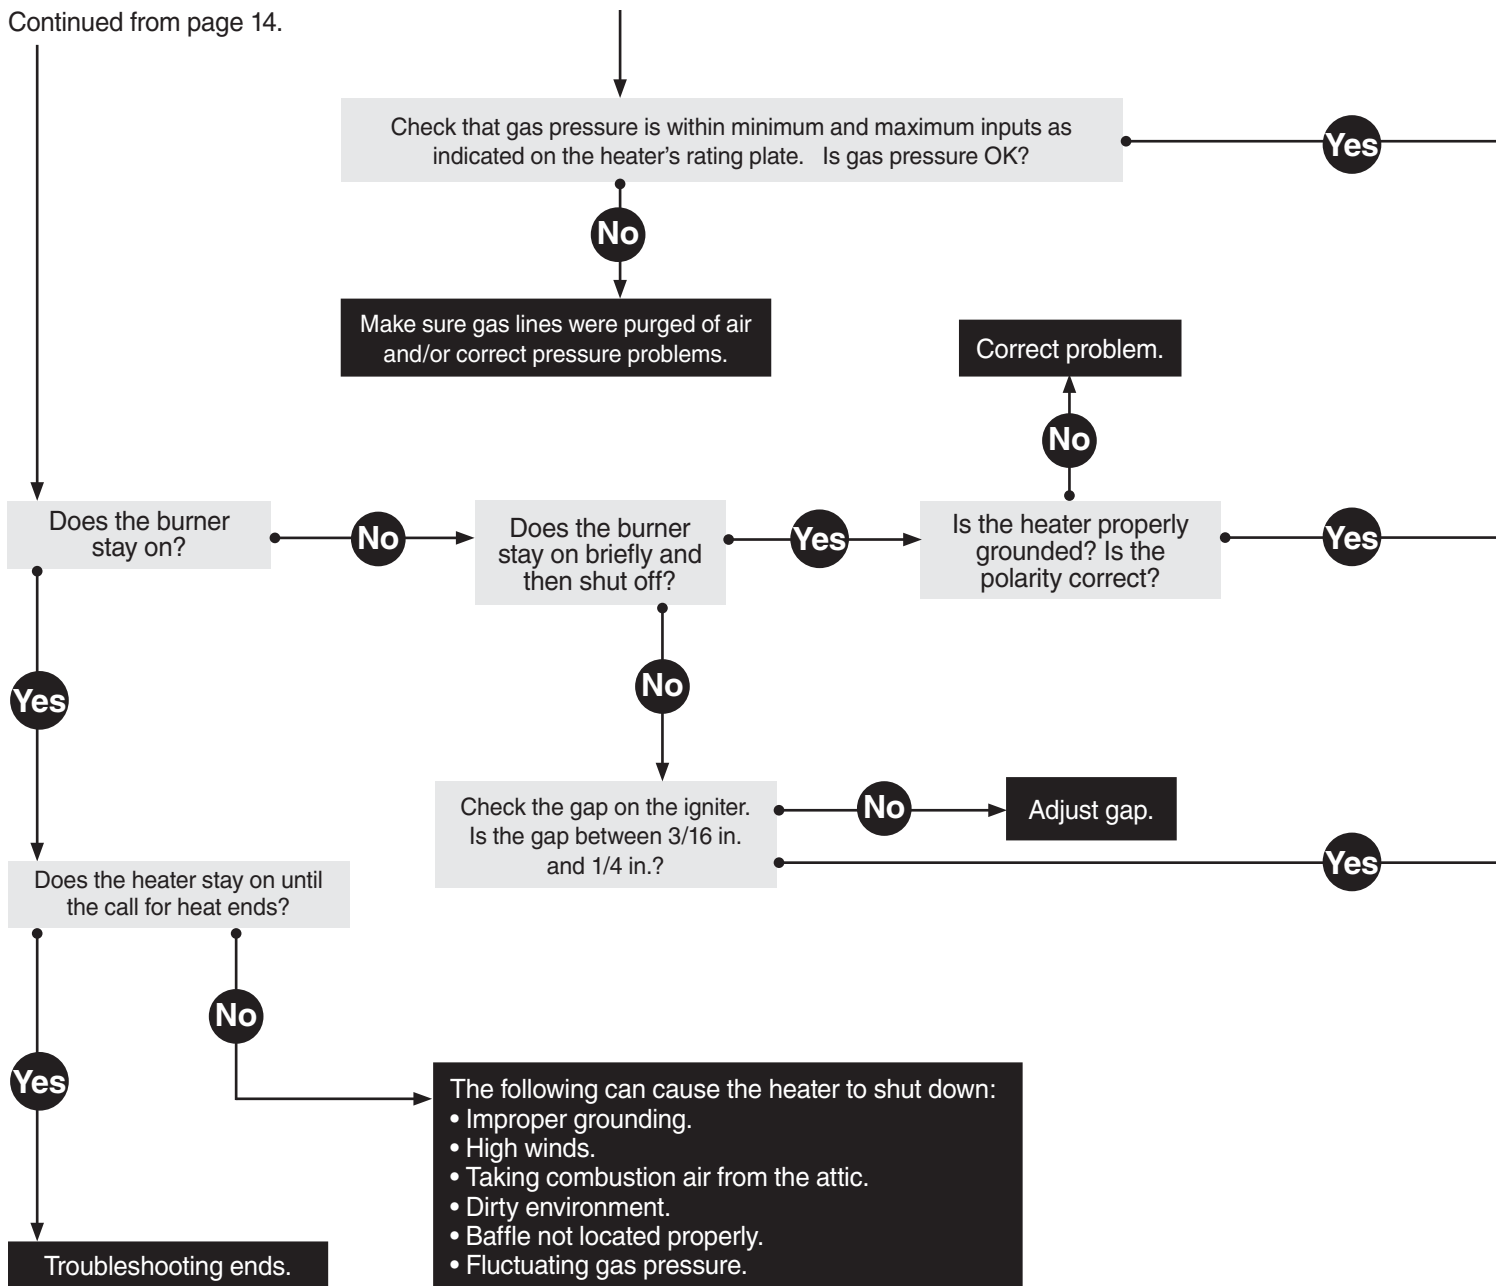 Continued from page 14.
Check that gas pressure is within minimum and maximum inputs as
indicated on the heater's rating plate.   Is gas pressure OK?
Yes
No
Make sure gas lines were purged of air
and/or correct pressure problems.
Correct problem.
No
Does the burner
stay on?
No
Does the burner
stay on briefly and
then shut off?
Yes
Is the heater properly
grounded? Is the
polarity correct?
Yes
Yes
No
Check the gap on the igniter.
Is the gap between 3/16 in.
and 1/4 in.?
No
Adjust gap.
Yes
Does the heater stay on until
the call for heat ends?
No
Yes
The following can cause the heater to shut down:
• Improper grounding.
• High winds.
• Taking combustion air from the attic.
• Dirty environment.
• Baffle not located properly.
• Fluctuating gas pressure.
Troubleshooting ends.